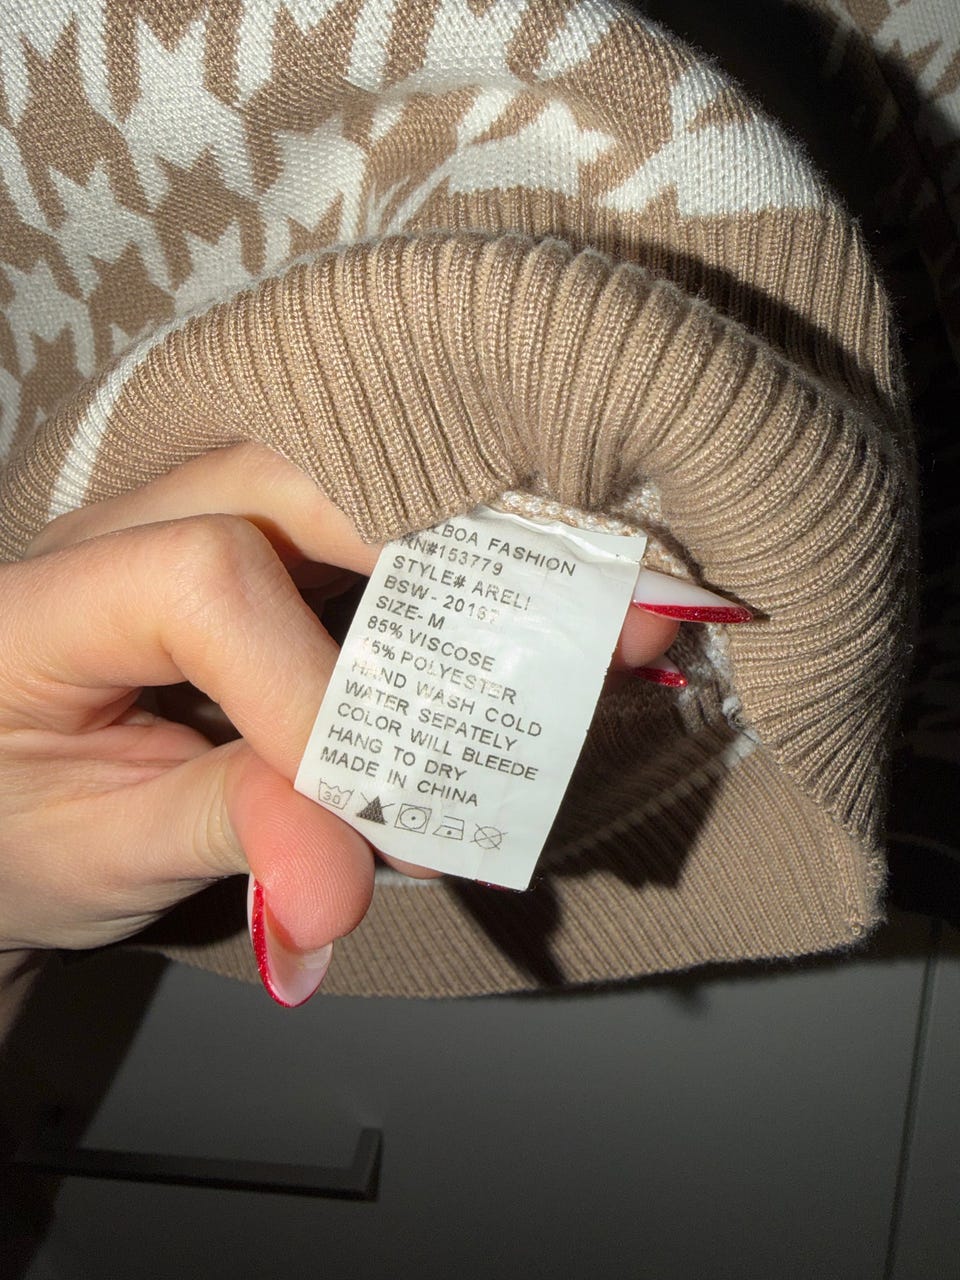 FASHION
RN#153779
STYLE# ARELI
BSW-
SIZE-M
85% VISCOSE
15% POLYESTER
HAND WASH COLD
WATER SEPATELY
COLOR WILL BLEEDE
HANG TO DRY
MADE IN CHINA
30